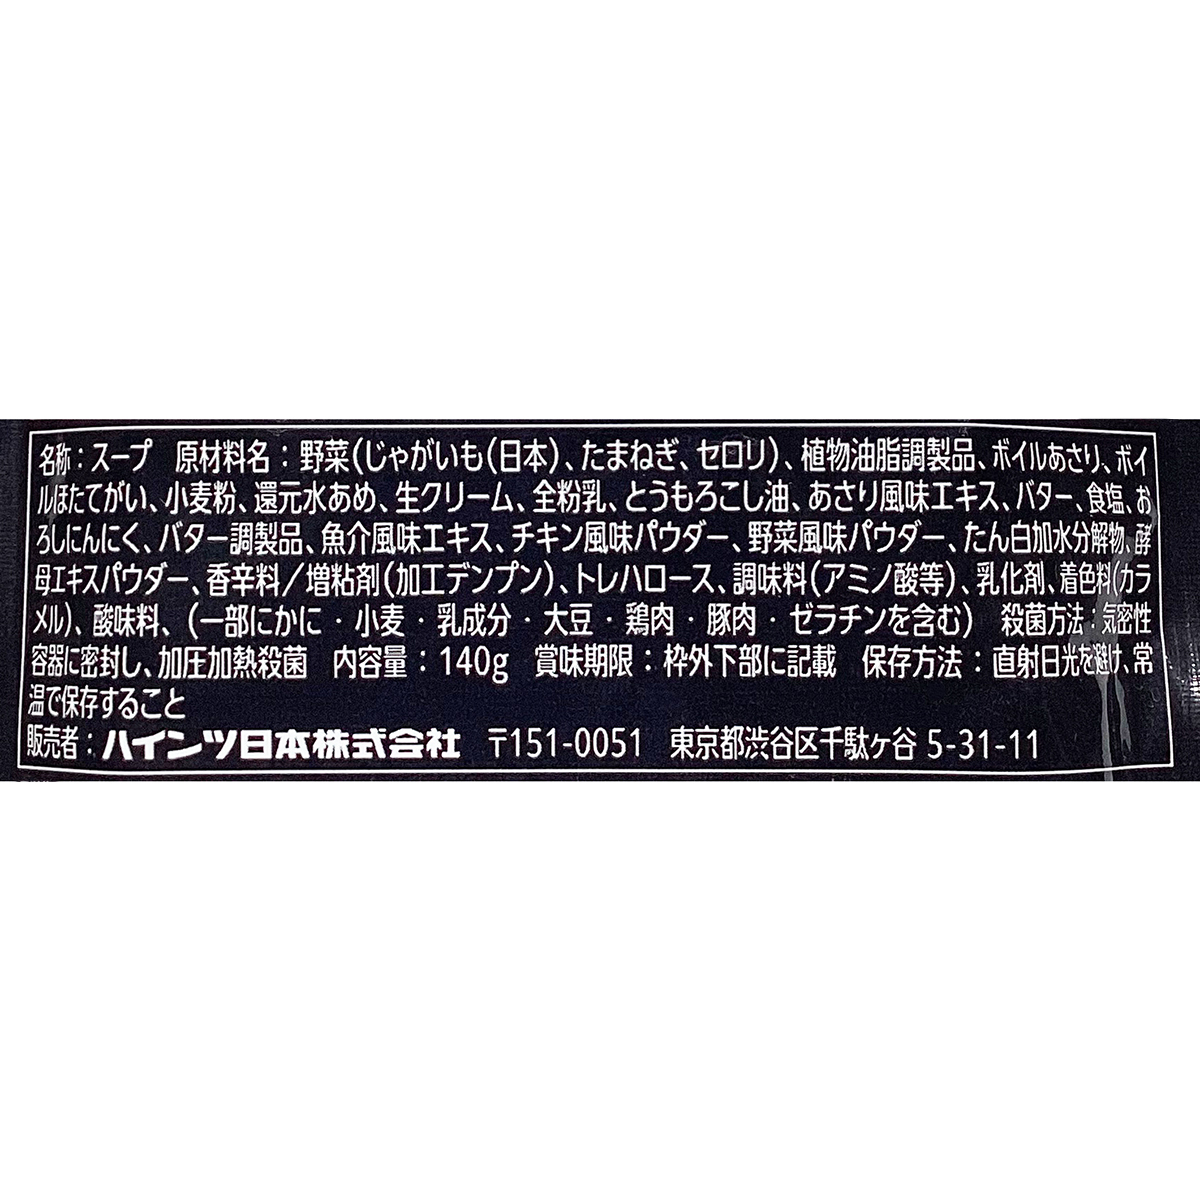 名称：スープ　原材料名：野菜(じゃがいも(日本)、たまねぎ、セロリ)、植物油脂調製品、ボイルあさり、ボイ
ルほたてがい、小麦粉、還元水あめ、生クリーム、全粉乳、とうもろこし油、あさり風味エキス、バター、食塩、お
ろしにんにく、バター調製品、魚介風味エキス、チキン風味パウダー、野菜風味パウダー、たん白加水分解物、酵
母エキスパウダー、香辛料／増粘剤(加工デンプン)、トレハロース、調味料(アミノ酸等)、乳化剤、着色料(カラ
メル)、酸味料、(一部にかに・小麦・乳成分・大豆・鶏肉・豚肉・ゼラチンを含む)　殺菌方法：気密性
容器に密封し、加圧加熱殺菌　内容量：140g　賞味期限：枠外下部に記載　保存方法：直射日光を避け、常
温で保存すること
販売者：ハインツ日本株式会社　〒151-0051　東京都渋谷区千駄ヶ谷 5-31-11